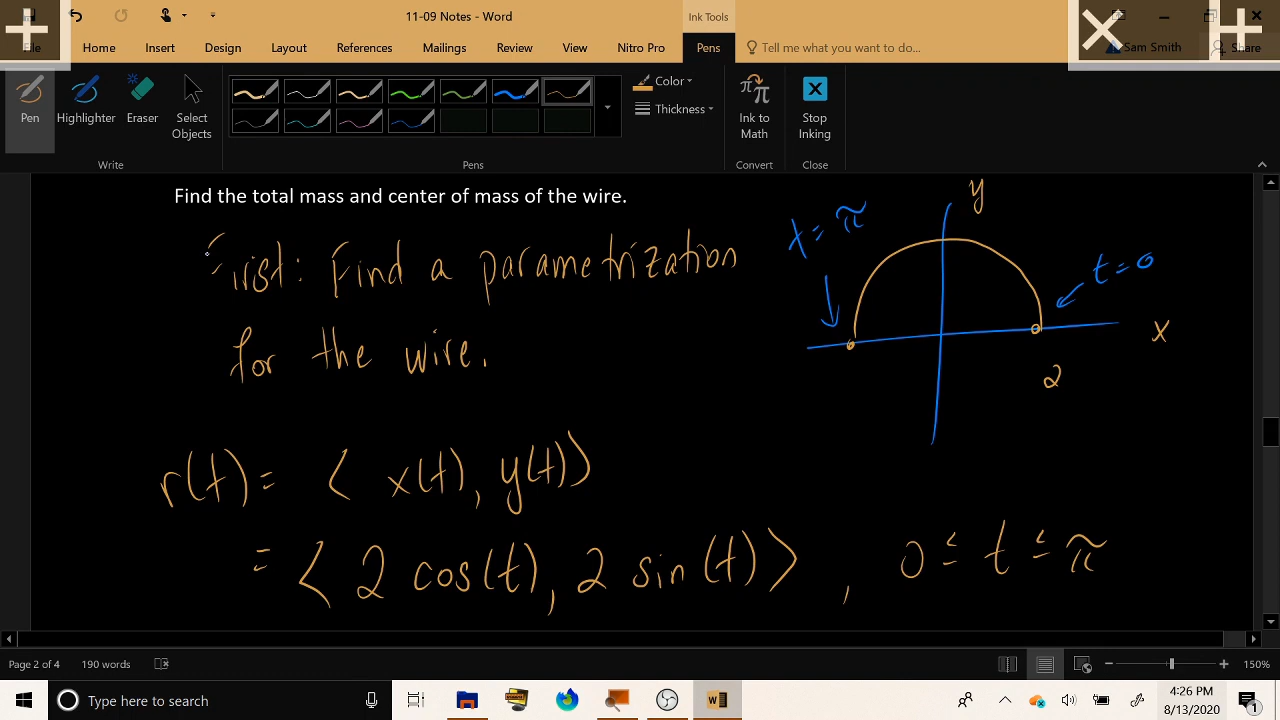 11-09 Notes - Word
Ink Tools
File Home Insert Design Layout References Mailings Review View Nitro Pro Pens Tell me what you want to do... Sam Smith Share
Pen Highlighter Eraser Select Objects
Color
Thickness
Ink to Math
Stop Inking
Write Pens Convert Close
Find the total mass and center of mass of the wire.
First: Find a parametrization
for the wire.
y
t = π
t = 0
x
2
r(t) = ⟨ x(t), y(t)⟩
= ⟨ 2 cos(t), 2 sin(t) ⟩ , 0 ≤ t ≤ π
Page 2 of 4 190 words 150%
Type here to search
4:26 PM
8/13/2020
1